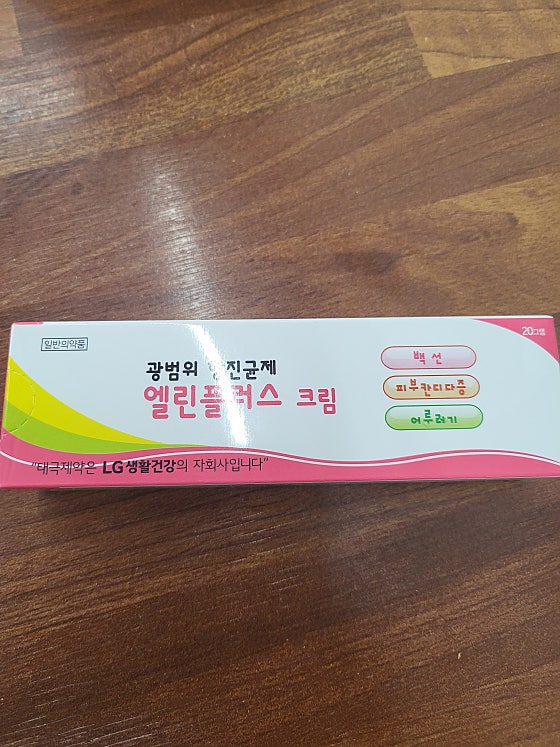 일반의약품
20그램
광범위 항진균제
엘린플러스 크림
백선
피부칸디다증
어루러기
"태극제약은 LG생활건강의 자회사입니다"